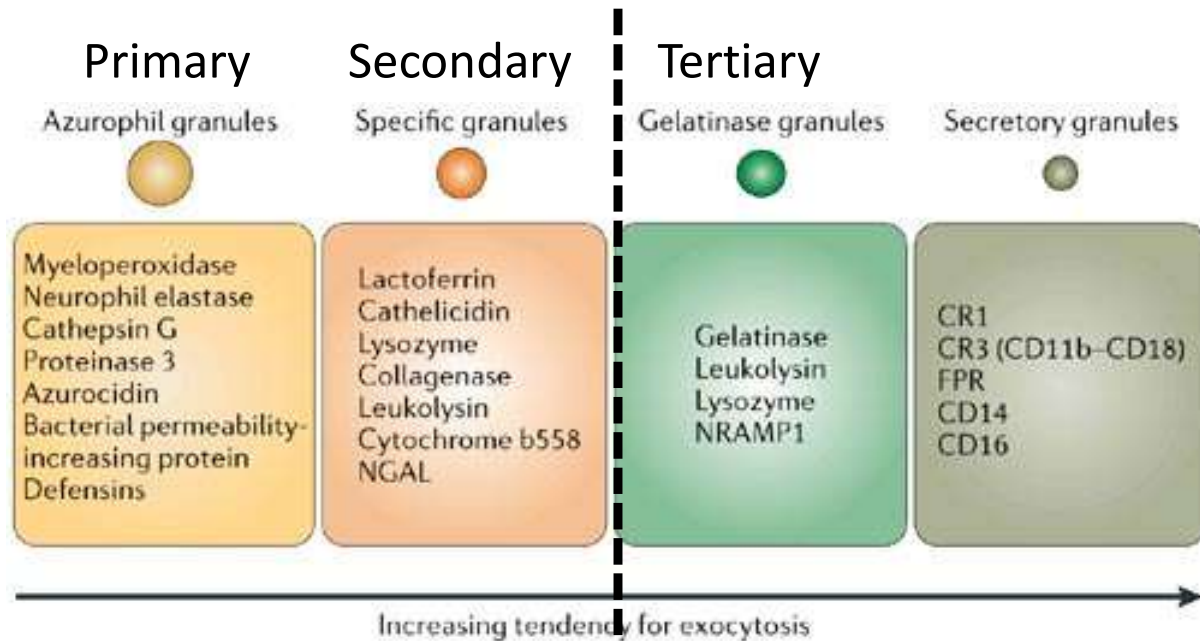 Primary
Secondary
Tertiary
Azurophil granules
Specific granules
Gelatinase granules
Secretory granules
Myeloperoxidase
Neurophil elastase
Cathepsin G
Proteinase 3
Azurocidin
Bacterial permeability-
increasing protein
Defensins
Lactoferrin
Cathelicidin
Lysozyme
Collagenase
Leukolysin
Cytochrome b558
NGAL
Gelatinase
Leukolysin
Lysozyme
NRAMP1
CR1
CR3 (CD11b–CD18)
FPR
CD14
CD16
Increasing tendency for exocytosis